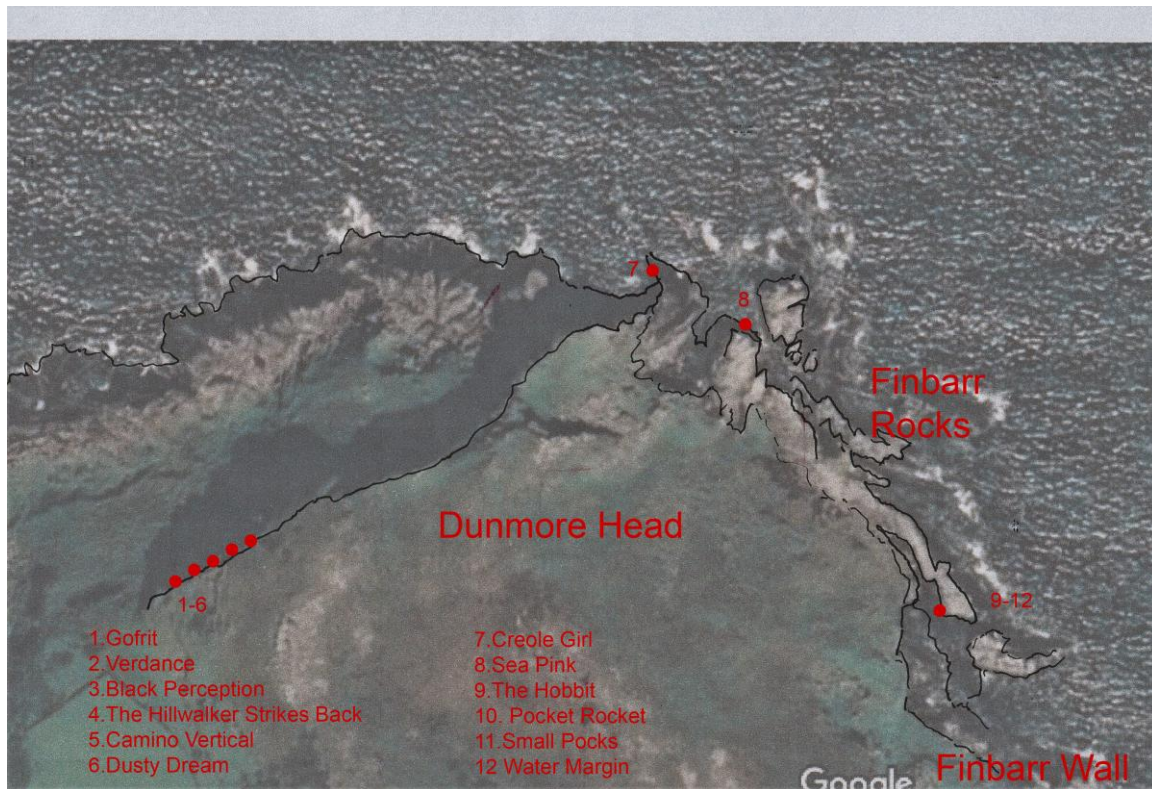 7
8
Finbarr
Rocks
Dunmore Head
1-6
9-12
1.Gofrit
2.Verdance
3.Black Perception
4.The Hillwalker Strikes Back
5.Camino Vertical
6.Dusty Dream
7.Creole Girl
8.Sea Pink
9.The Hobbit
10. Pocket Rocket
11.Small Pocks
12 Water Margin
Google
Finbarr Wall